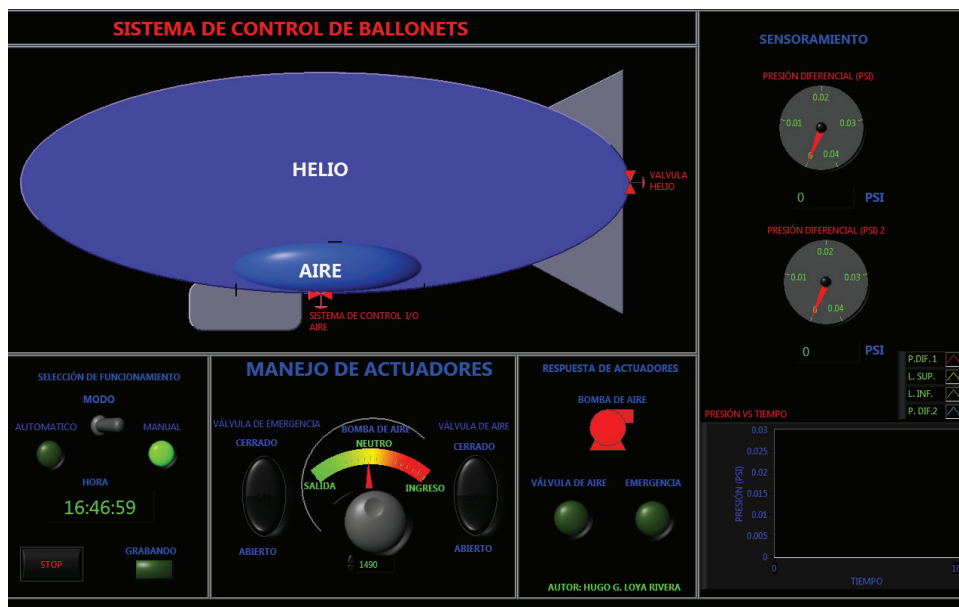 SISTEMA DE CONTROL DE BALLONETS
HELIO
VALVULA
HELIO
AIRE
SISTEMA DE CONTROL I/O
AIRE
SENSORAMIENTO
PRESIÓN DIFERENCIAL (PSI)
0.02
0.01
0.03
0
0.04
0
PSI
PRESIÓN DIFERENCIAL (PSI) 2
0.02
0.01
0.03
0
0.04
0
PSI
P.DIF. 1
L. SUP.
L. INF.
P. DIF.2
PRESIÓN VS TIEMPO
0.03
0.025
0.02
0.015
0.01
0.005
0
PRESIÓN (PSI)
0
10
TIEMPO
SELECCIÓN DE FUNCIONAMIENTO
MODO
AUTOMATICO
MANUAL
HORA
16:46:59
STOP
GRABANDO
MANEJO DE ACTUADORES
VÁLVULA DE EMERGENCIA
CERRADO
ABIERTO
BOMBA DE AIRE
NEUTRO
SALIDA
INGRESO
1490
VÁLVULA DE AIRE
CERRADO
ABIERTO
RESPUESTA DE ACTUADORES
BOMBA DE AIRE
VÁLVULA DE AIRE
EMERGENCIA
AUTOR: HUGO G. LOYA RIVERA